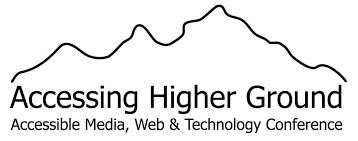 Accessing Higher Ground
Accessible Media, Web & Technology Conference